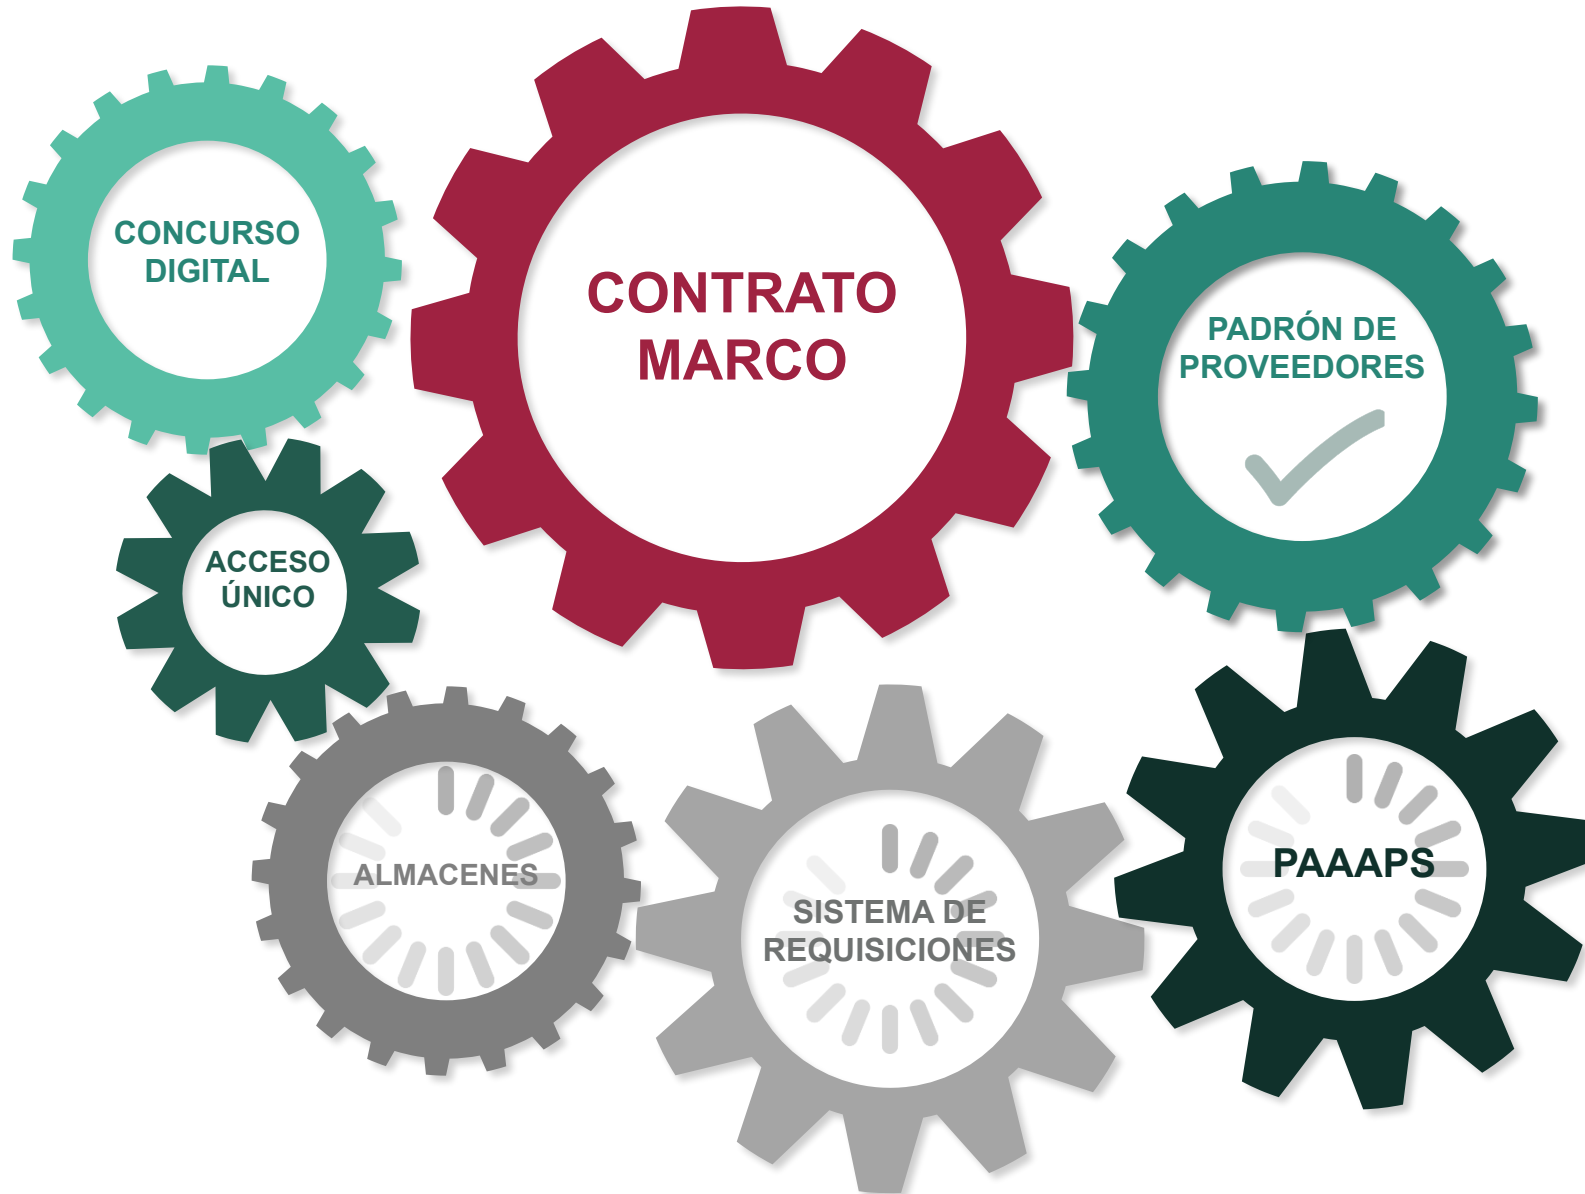 CONCURSO
DIGITAL
CONTRATO
MARCO
PADRÓN DE
PROVEEDORES
ACCESO
ÚNICO
ALMACENES
SISTEMA DE
REQUISICIONES
PAAAPS